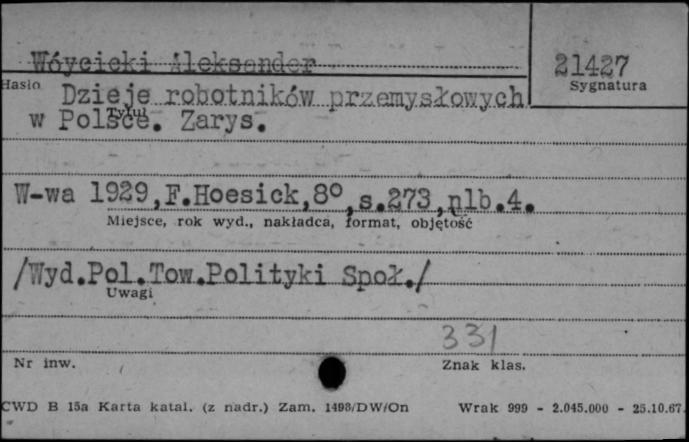 Wóycicki Aleksander
21427
Hasło
Sygnatura
Dzieje robotników przemysłowych
Tytuł
w Polsce. Zarys.
W-wa 1929,F.Hoesick,8°,s.273,nlb.4.
Miejsce, rok wyd., nakładca, format, objętość
/Wyd.Pol.Tow.Polityki Społ./
Uwagi
331
Nr inw.
Znak klas.
CWD B 15a Karta katal. (z nadr.) Zam. 1498/DW/On Wrak 999 - 2.045.000 - 25.10.67.